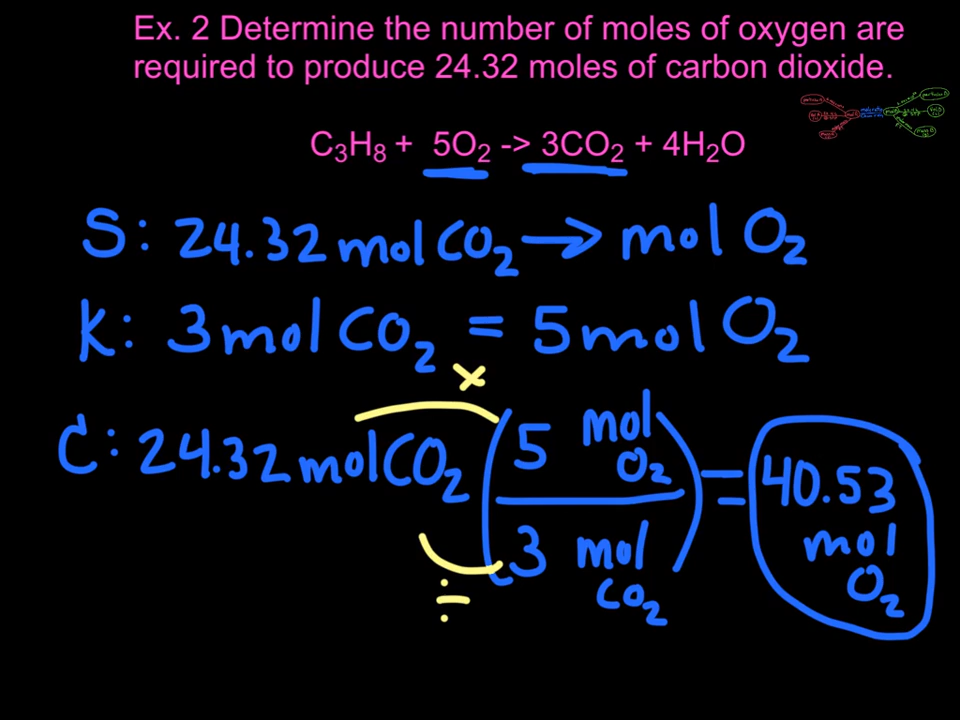 Ex. 2 Determine the number of moles of oxygen are
required to produce 24.32 moles of carbon dioxide.
C₃H₈ + 5O₂ -> 3CO₂ + 4H₂O
S: 24.32 mol CO₂ → mol O₂
K: 3 mol CO₂ = 5 mol O₂
×
C: 24.32 mol CO₂ (5 mol O₂ / 3 mol CO₂) = 40.53 mol O₂
÷